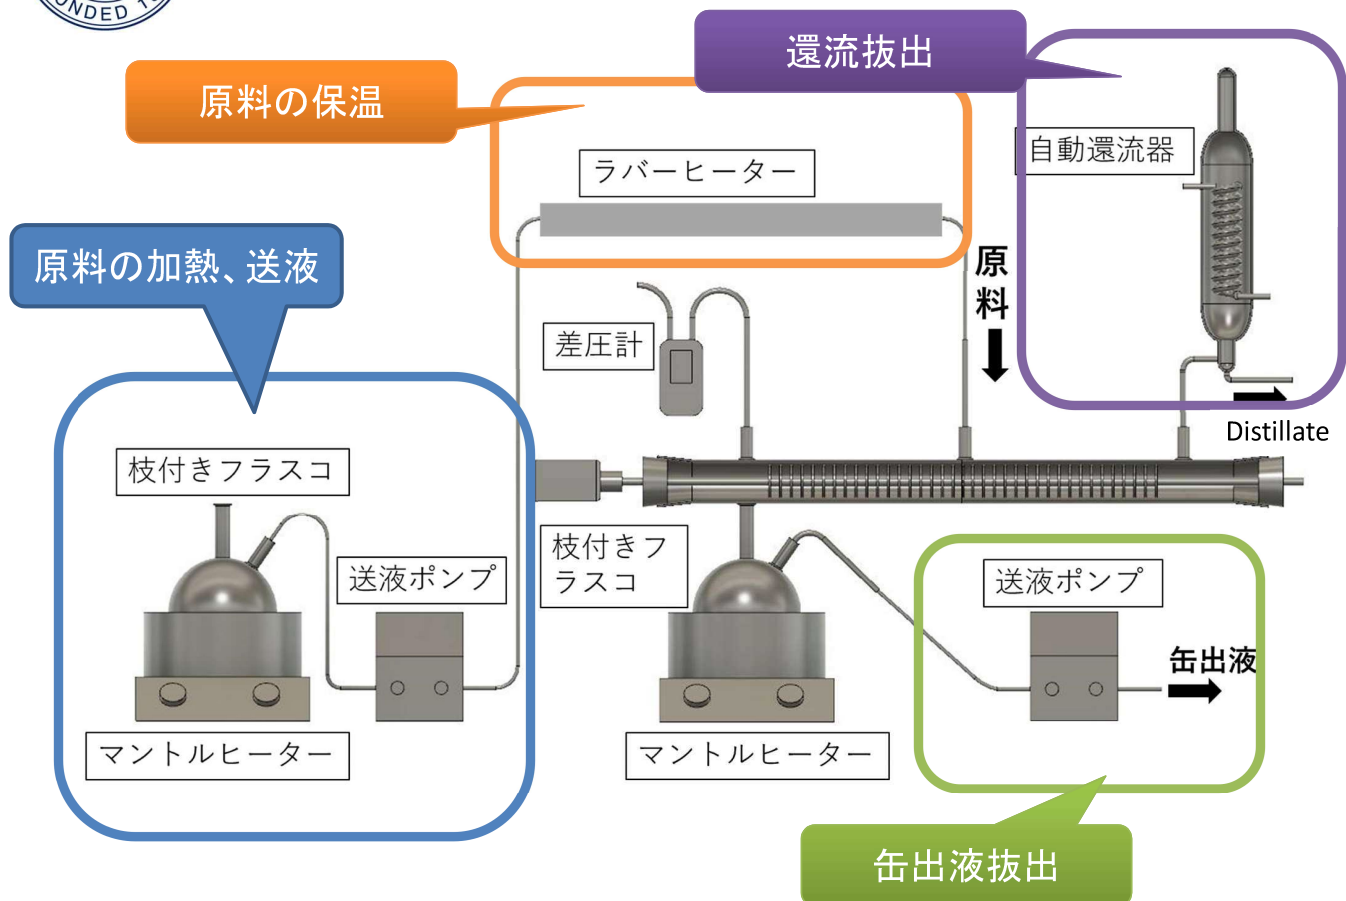 UNDED 1
還流抜出
原料の保温
自動還流器
ラバーヒーター
原料の加熱、送液
原
料
差圧計
Distillate
枝付きフラスコ
枝付きフ
ラスコ
送液ポンプ
送液ポンプ
缶出液
マントルヒーター
マントルヒーター
缶出液抜出